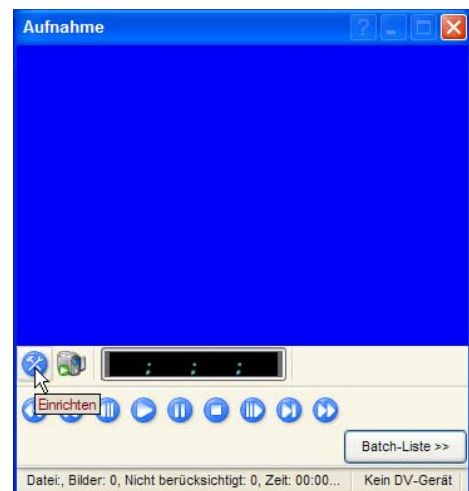 Aufnahme
; ; ;
Einrichten
Batch-Liste >>
Datei:, Bilder: 0, Nicht berücksichtigt: 0, Zeit: 00:00... Kein DV-Gerät